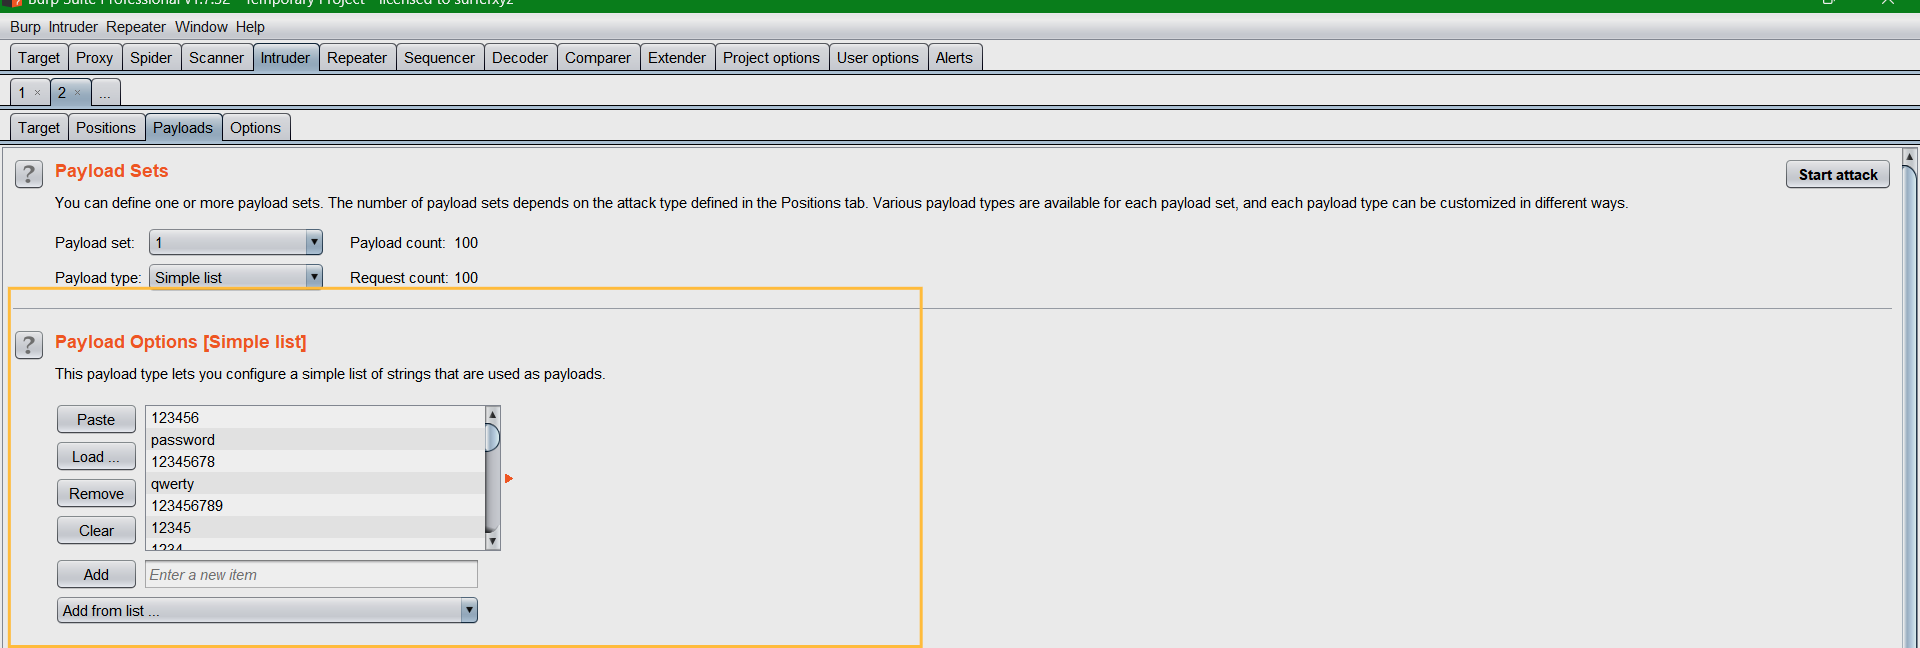 Burp Suite Professional v1.7.32 - Temporary Project - licensed to surferxyz
Burp Intruder Repeater Window Help
Target Proxy Spider Scanner Intruder Repeater Sequencer Decoder Comparer Extender Project options User options Alerts
1 × 2 × ...
Target Positions Payloads Options
? Payload Sets Start attack
You can define one or more payload sets. The number of payload sets depends on the attack type defined in the Positions tab. Various payload types are available for each payload set, and each payload type can be customized in different ways.
Payload set: 1 Payload count: 100
Payload type: Simple list Request count: 100
? Payload Options [Simple list]
This payload type lets you configure a simple list of strings that are used as payloads.
Paste 123456
password
Load ... 12345678
qwerty
Remove 123456789
Clear 12345
1234
Add Enter a new item
Add from list ...